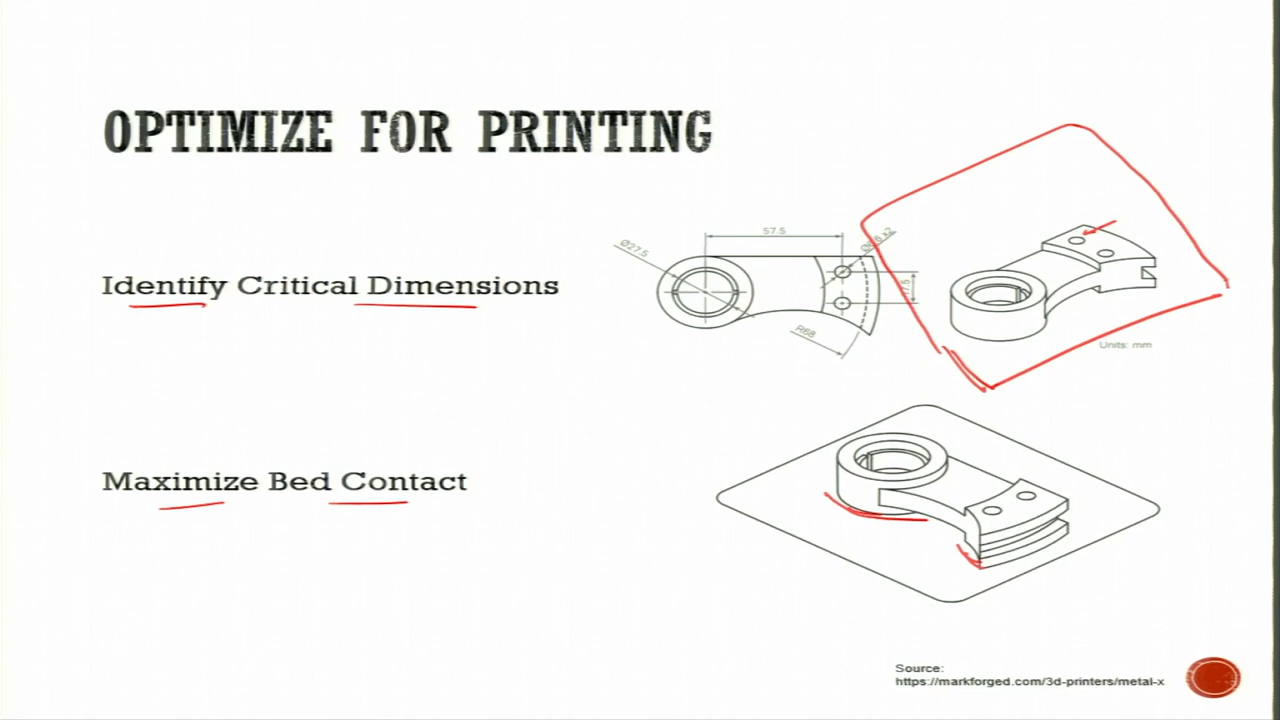 OPTIMIZE FOR PRINTING
Identify Critical Dimensions
Ø27.5
57.5
R68
Units: mm
Maximize Bed Contact
Source:
https://markforged.com/3d-printers/metal-x